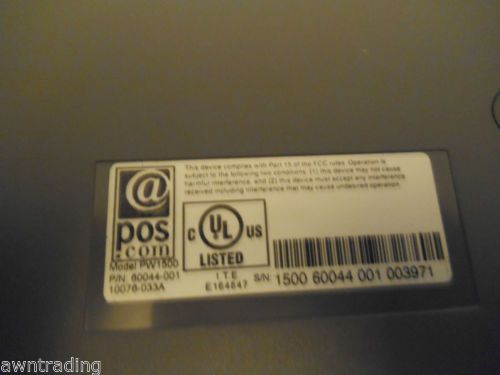 This device complies with Part 15 of the FCC rules. Operation is
subject to the following two conditions: (1) this device may not cause
harmful interference, and (2) this device must accept any interference
received including interference that may cause undesired operation.
@
pos
.com
Model PW1500
P/N 60044-001
10076-033A
C UL US
LISTED
I.T.E
E164847
S/N: 1500 60044 001 003971
awntrading
awntrading